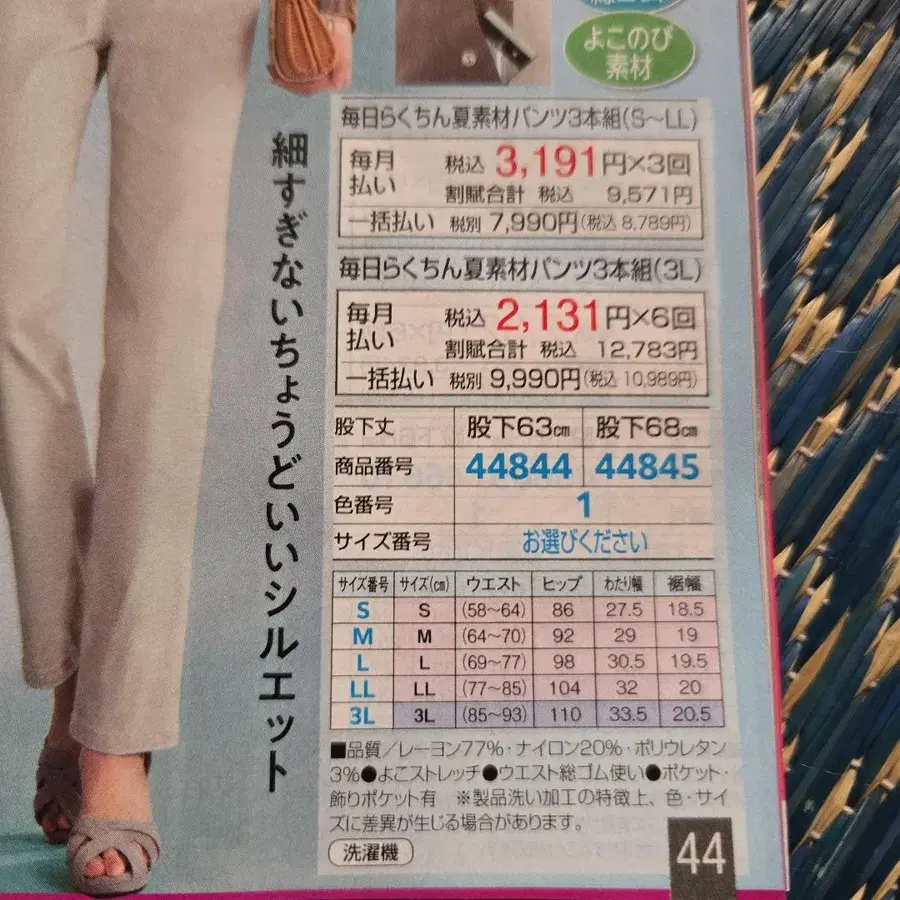 よこのび
素材
細すぎないちょうどいいシルエット
毎日らくちん夏素材パンツ3本組(S~LL)
毎月払い 税込 3,191円×3回
割賦合計 税込 9,571円
一括払い 税別 7,990円(税込 8,789円)
毎日らくちん夏素材パンツ3本組(3L)
毎月払い 税込 2,131円×6回
割賦合計 税込 12,783円
一括払い 税別 9,990円(税込 10,989円)
股下丈 股下63cm 股下68cm
商品番号 44844 44845
色番号 1
サイズ番号 お選びください
サイズ番号 サイズ(cm) ウエスト ヒップ わたり幅 裾幅
S S (58~64) 86 27.5 18.5
M M (64~70) 92 29 19
L L (69~77) 98 30.5 19.5
LL LL (77~85) 104 32 20
3L 3L (85~93) 110 33.5 20.5
■品質/レーヨン77%・ナイロン20%・ポリウレタン
3%●よこストレッチ●ウエスト総ゴム使い●ポケット・
飾りポケット有 ※製品洗い加工の特徴上、色・サイ
ズに差異が生じる場合があります。
洗濯機
44